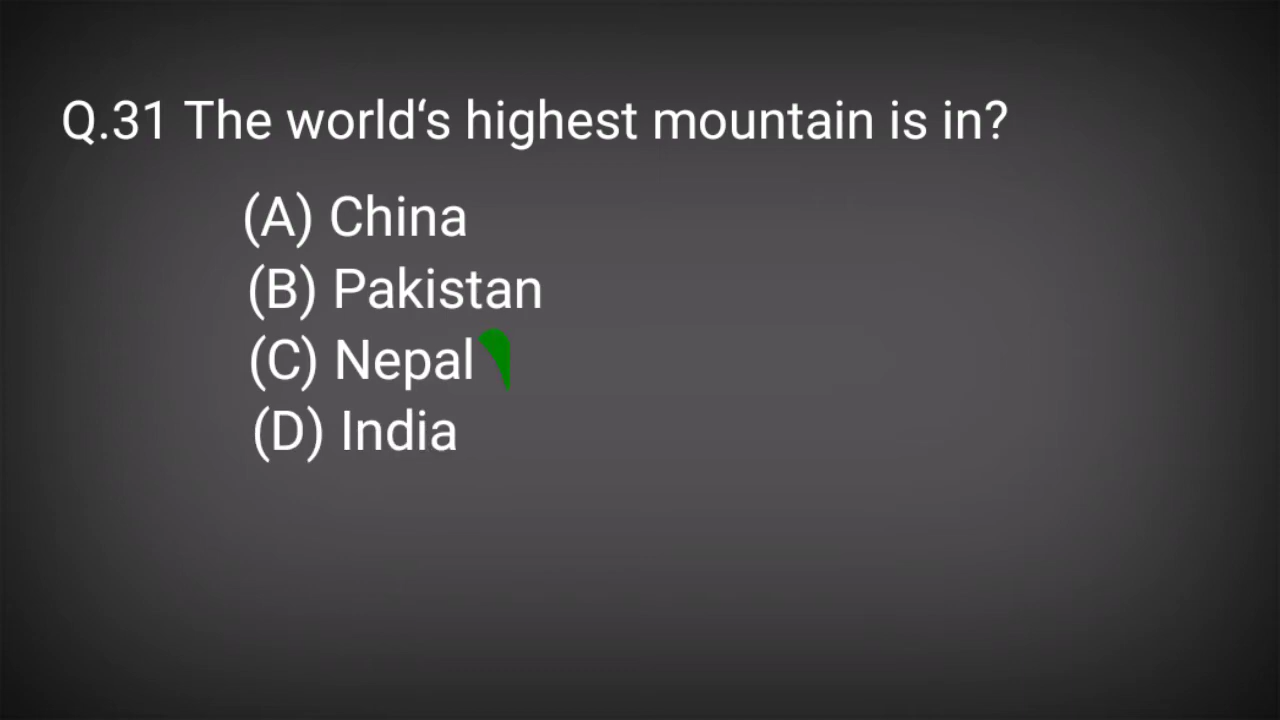 Q.31 The world‘s highest mountain is in?
(A) China
(B) Pakistan
(C) Nepal
(D) India